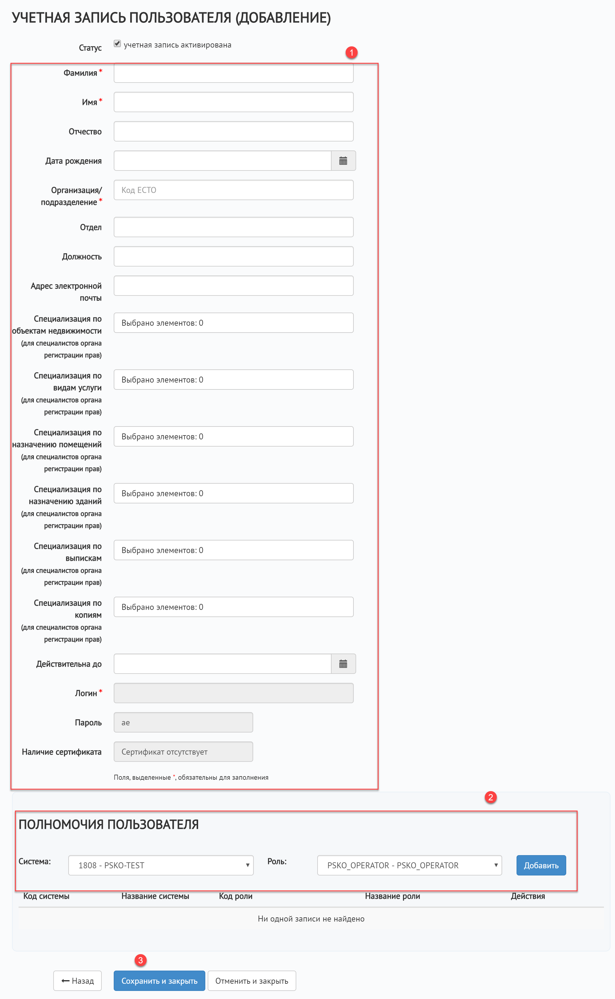 УЧЕТНАЯ ЗАПИСЬ ПОЛЬЗОВАТЕЛЯ (ДОБАВЛЕНИЕ)
Статус учетная запись активирована
1
Фамилия *
Имя *
Отчество
Дата рождения
Организация/ Код ЕСТО
подразделение *
Отдел
Должность
Адрес электронной
почты
Специализация по Выбрано элементов: 0
объектам недвижимости
(для специалистов органа
регистрации прав)
Специализация по Выбрано элементов: 0
видам услуги
(для специалистов органа
регистрации прав)
Специализация по Выбрано элементов: 0
назначению помещений
(для специалистов органа
регистрации прав)
Специализация по Выбрано элементов: 0
назначению зданий
(для специалистов органа
регистрации прав)
Специализация по Выбрано элементов: 0
выпискам
(для специалистов органа
регистрации прав)
Специализация по Выбрано элементов: 0
копиям
(для специалистов органа
регистрации прав)
Действительна до
Логин *
Пароль ae
Наличие сертификата Сертификат отсутствует
Поля, выделенные *, обязательны для заполнения
2
ПОЛНОМОЧИЯ ПОЛЬЗОВАТЕЛЯ
Система: 1808 - PSKO-TEST Роль: PSKO_OPERATOR - PSKO_OPERATOR Добавить
Код системы Название системы Код роли Название роли Действия
Ни одной записи не найдено
3
Назад Сохранить и закрыть Отменить и закрыть